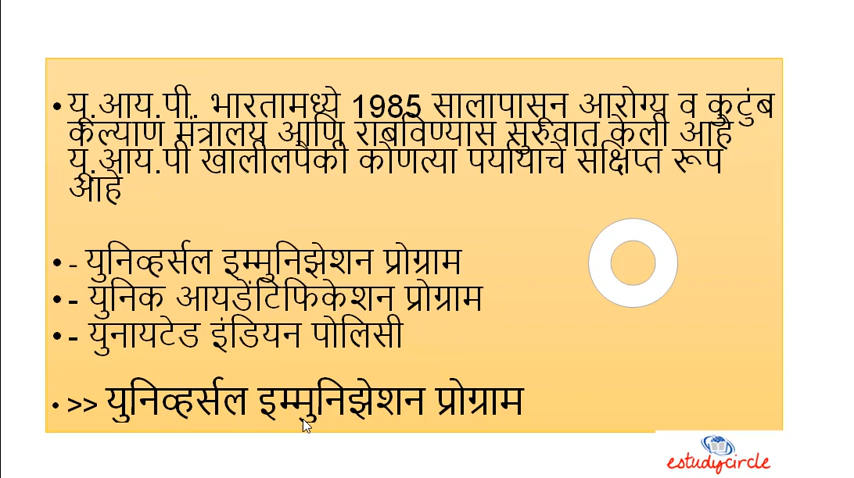 • यू.आय.पी. भारतामध्ये 1985 सालापासून आरोग्य व कुटुंब
कल्याण मंत्रालय आणि राबविण्यास सुरुवात केली आहे
यू.आय.पी खालीलपैकी कोणत्या पर्यायाचे संक्षिप्त रूप
आहे
• - युनिव्हर्सल इम्मुनिझेशन प्रोग्राम
• - युनिक आयडेंटिफिकेशन प्रोग्राम
• - युनायटेड इंडियन पोलिसी
• >> युनिव्हर्सल इम्मुनिझेशन प्रोग्राम
estudycircle